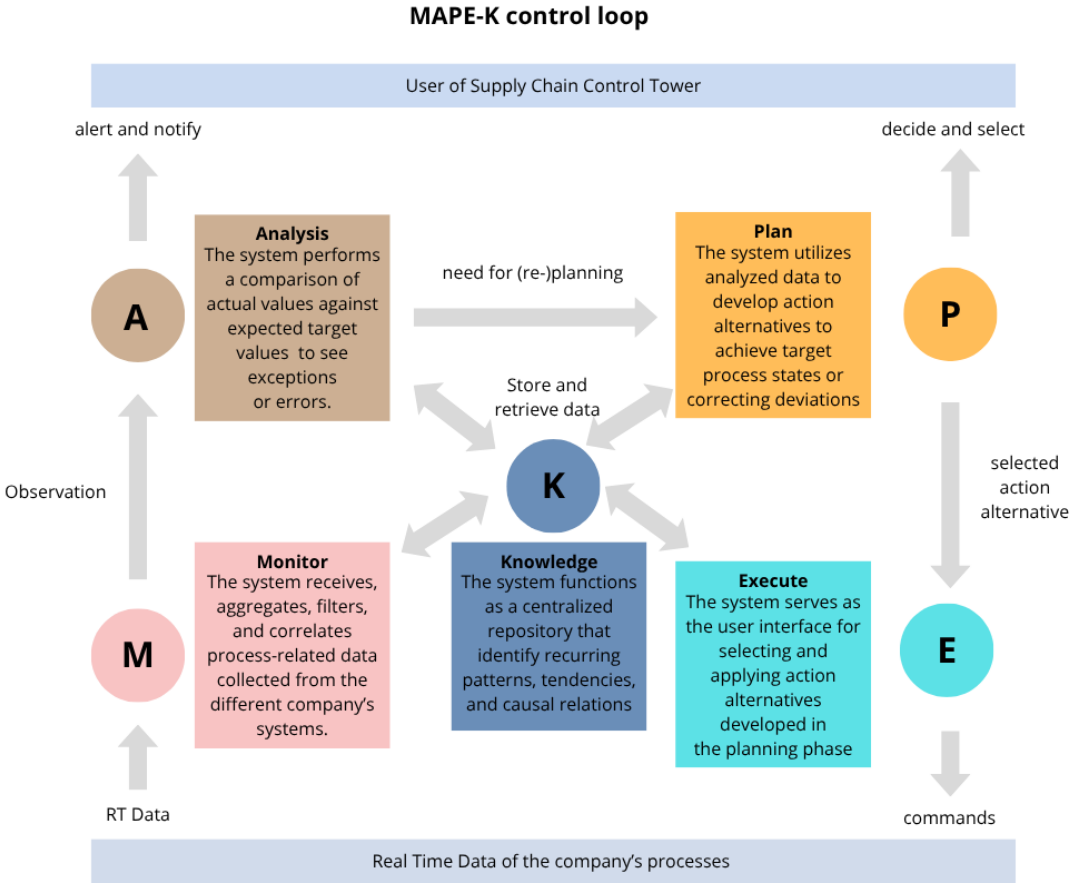 MAPE-K control loop
User of Supply Chain Control Tower
alert and notify
decide and select
A
Analysis
The system performs
a comparison of
actual values against
expected target
values to see
exceptions
or errors.
need for (re-)planning
Plan
The system utilizes
analyzed data to
develop action
alternatives to
achieve target
process states or
correcting deviations
P
Store and
retrieve data
K
Observation
selected
action
alternative
M
Monitor
The system receives,
aggregates, filters,
and correlates
process-related data
collected from the
different company’s
systems.
Knowledge
The system functions
as a centralized
repository that
identify recurring
patterns, tendencies,
and causal relations
Execute
The system serves as
the user interface for
selecting and
applying action
alternatives
developed in
the planning phase
E
RT Data
commands
Real Time Data of the company’s processes